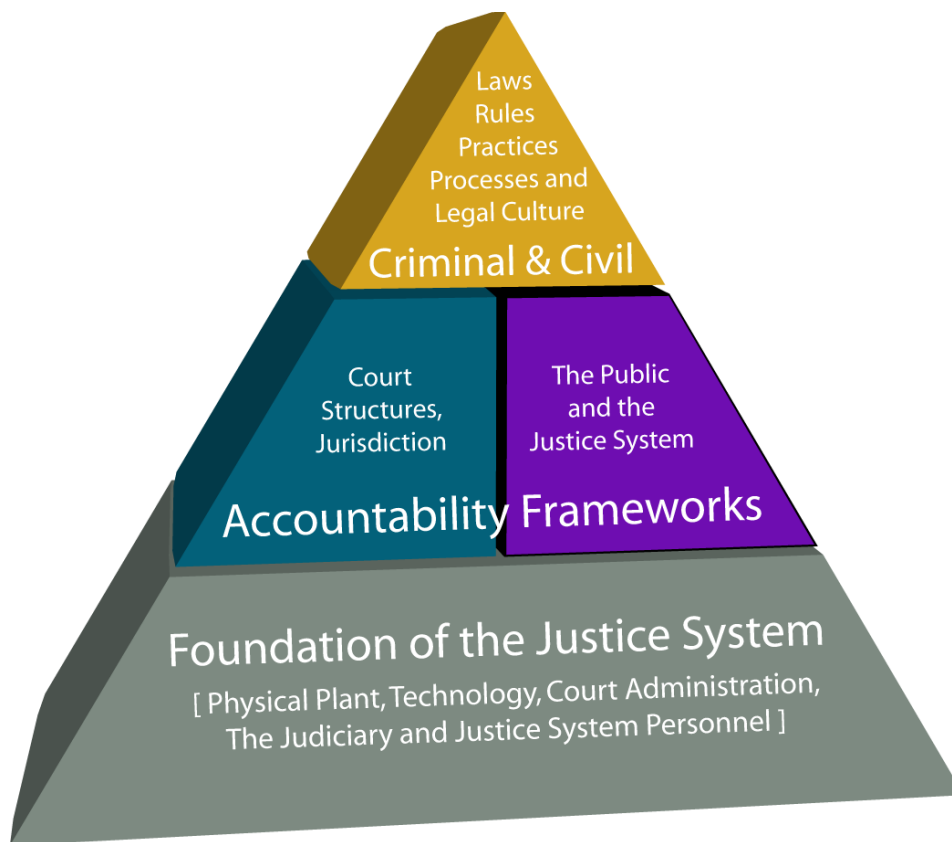 Laws
Rules
Practices
Processes and
Legal Culture
Criminal & Civil
Court
Structures,
Jurisdiction
The Public
and the
Justice System
Accountability Frameworks
Foundation of the Justice System
[ Physical Plant, Technology, Court Administration,
The Judiciary and Justice System Personnel ]